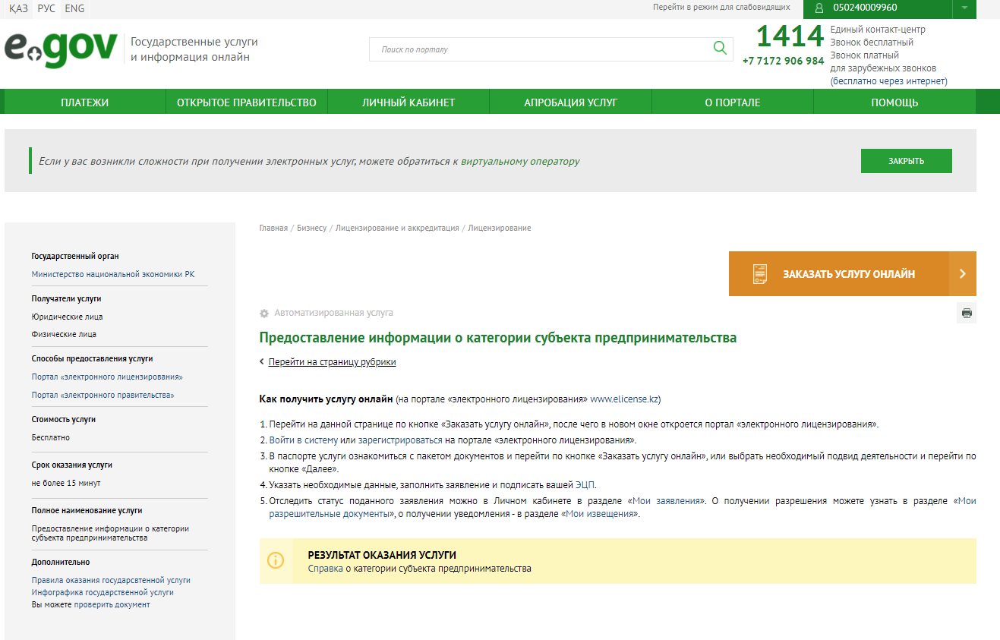 ҚАЗ РУС ENG
Перейти в режим для слабовидящих
050240009960
e.gov
Государственные услуги
и информация онлайн
Поиск по порталу
1414
+7 7172 906 984
Единый контакт-центр
Звонок бесплатный
Звонок платный
для зарубежных звонков
(бесплатно через интернет)
ПЛАТЕЖИ ОТКРЫТОЕ ПРАВИТЕЛЬСТВО ЛИЧНЫЙ КАБИНЕТ АПРОБАЦИЯ УСЛУГ О ПОРТАЛЕ ПОМОЩЬ
Если у вас возникли сложности при получении электронных услуг, можете обратиться к виртуальному оператору
ЗАКРЫТЬ
Государственный орган
Министерство национальной экономики РК
Получатели услуги
Юридические лица
Физические лица
Способы предоставления услуги
Портал «электронного лицензирования»
Портал «электронного правительства»
Стоимость услуги
Бесплатно
Срок оказания услуги
не более 15 минут
Полное наименование услуги
Предоставление информации о категории
субъекта предпринимательства
Дополнительно
Правила оказания государсвтенной услуги
Инфографика государственной услуги
Вы можете проверить документ
Главная / Бизнесу / Лицензирование и аккредитация / Лицензирование
ЗАКАЗАТЬ УСЛУГУ ОНЛАЙН
Автоматизированная услуга
Предоставление информации о категории субъекта предпринимательства
Перейти на страницу рубрики
Как получить услугу онлайн (на портале «электронного лицензирования» www.elicense.kz)
1. Перейти на данной странице по кнопке «Заказать услугу онлайн», после чего в новом окне откроется портал «электронного лицензирования».
2. Войти в систему или зарегистрироваться на портале «электронного лицензирования».
3. В паспорте услуги ознакомиться с пакетом документов и перейти по кнопке «Заказать услугу онлайн», или выбрать необходимый подвид деятельности и перейти по
кнопке «Далее».
4. Указать необходимые данные, заполнить заявление и подписать вашей ЭЦП.
5. Отследить статус поданного заявления можно в Личном кабинете в разделе «Мои заявления». О получении разрешения можете узнать в разделе «Мои
разрешительные документы», о получении уведомления - в разделе «Мои извещения».
РЕЗУЛЬТАТ ОКАЗАНИЯ УСЛУГИ
Справка о категории субъекта предпринимательства